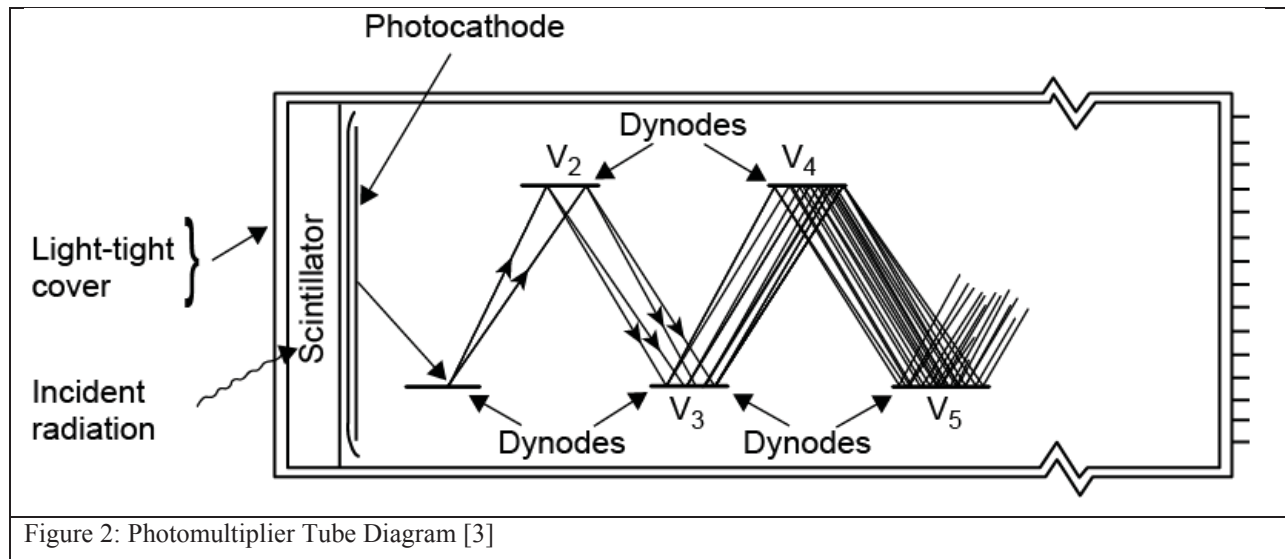 Photocathode
Dynodes
V2
V4
Light-tight
cover
Scintillator
Incident
radiation
V3
V5
Dynodes
Dynodes
Figure 2: Photomultiplier Tube Diagram [3]